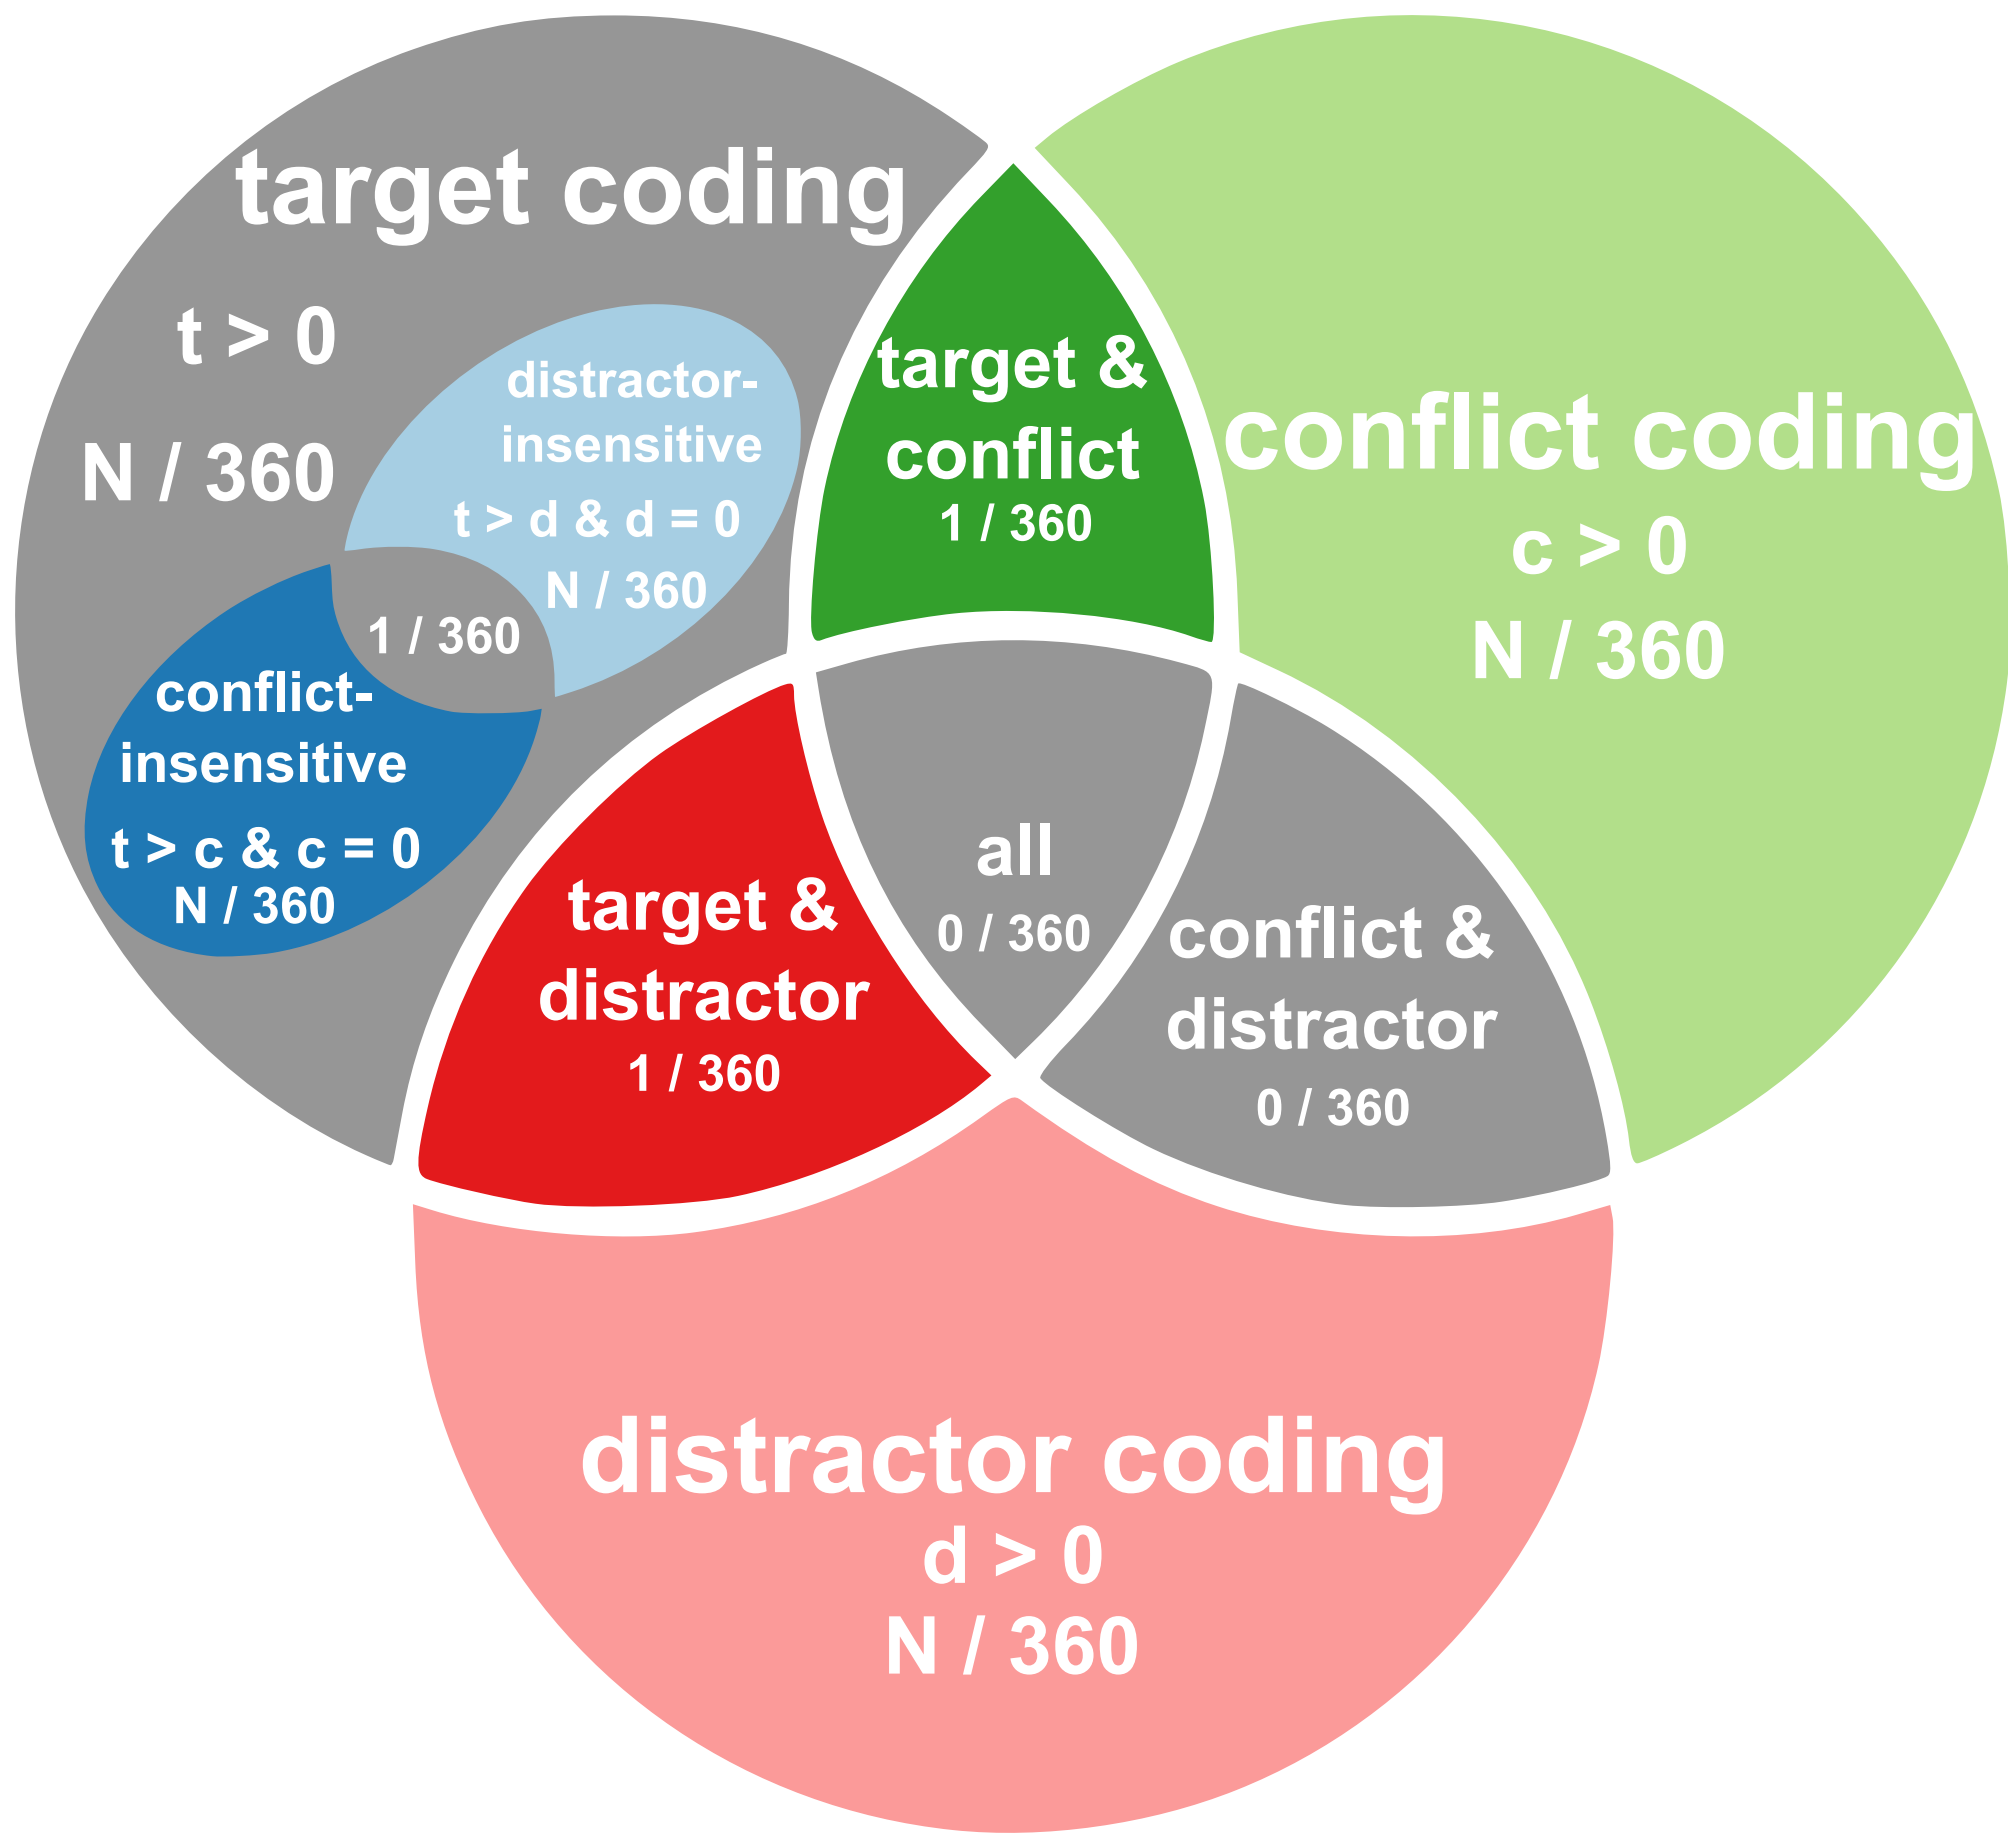 target coding
t > 0
N / 360
distractor-
insensitive
t > d & d = 0
N / 360
1 / 360
conflict-
insensitive
t > c & c = 0
N / 360
target &
conflict
1 / 360
conflict coding
c > 0
N / 360
target &
distractor
1 / 360
all
0 / 360
conflict &
distractor
0 / 360
distractor coding
d > 0
N / 360